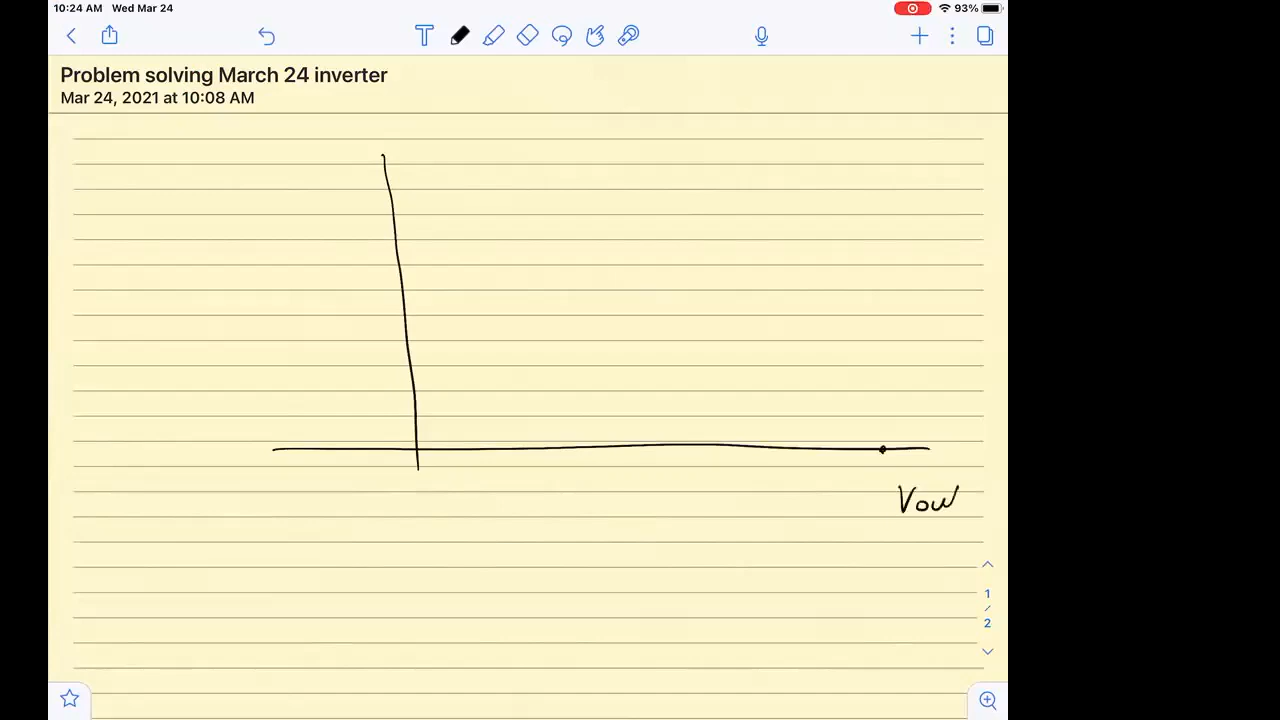 10:24 AM Wed Mar 24
93%
Problem solving March 24 inverter
Mar 24, 2021 at 10:08 AM
Vou
1
/
2